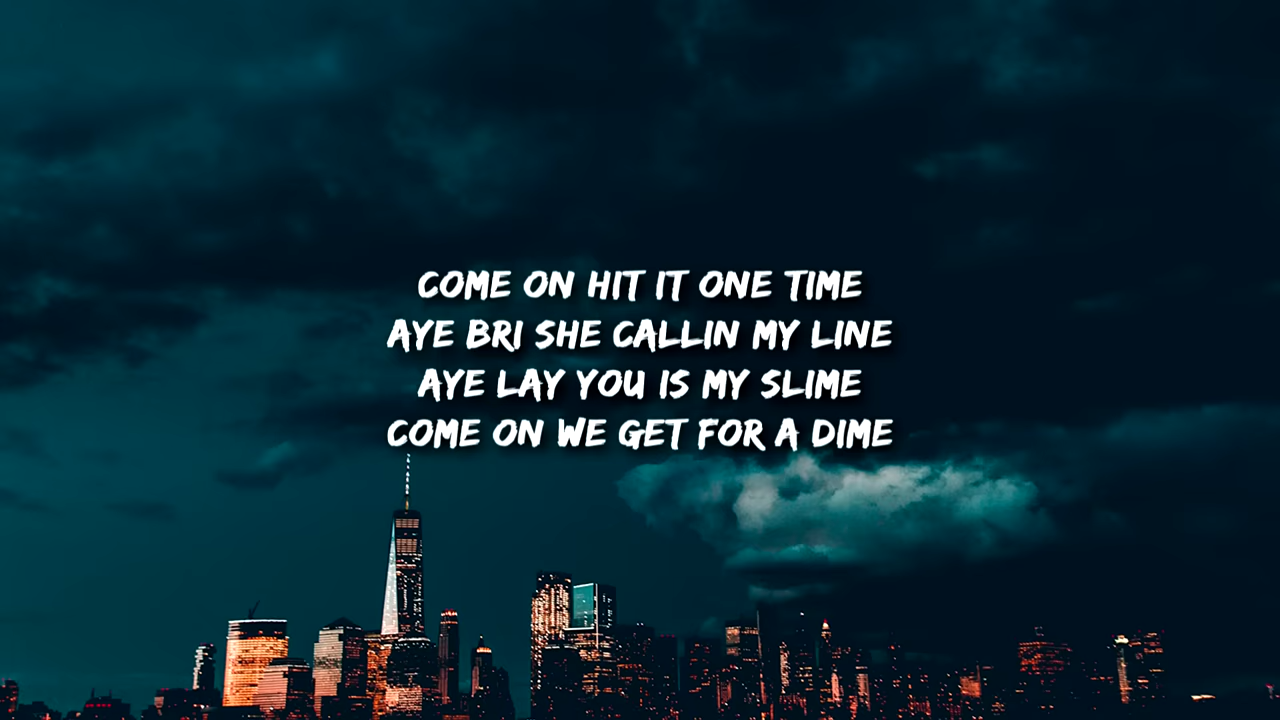 COME ON HIT IT ONE TIME
AYE BRI SHE CALLIN MY LINE
AYE LAY YOU IS MY SLIME
COME ON WE GET FOR A DIME